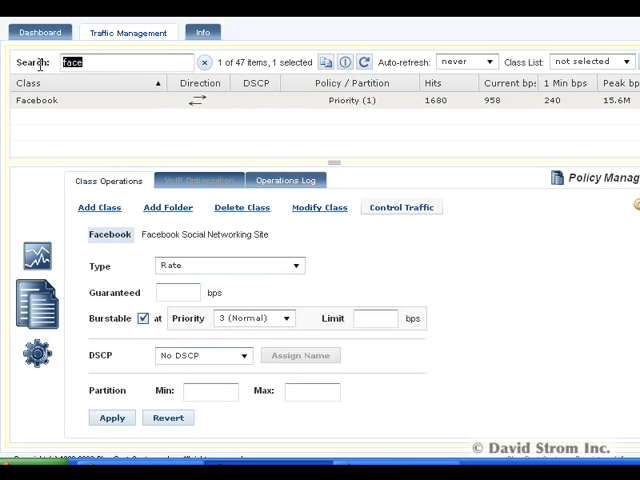 Dashboard Traffic Management Info
Search: face 1 of 47 items, 1 selected Auto-refresh: never Class List: not selected
Class Direction DSCP Policy / Partition Hits Current bps 1 Min bps Peak bp
Facebook Priority (1) 1680 958 240 15.6M
Class Operations VoIP Optimization Operations Log Policy Manag
Add Class Add Folder Delete Class Modify Class Control Traffic
Facebook Facebook Social Networking Site
Type Rate
Guaranteed bps
Burstable at Priority 3 (Normal) Limit bps
DSCP No DSCP Assign Name
Partition Min: Max:
Apply Revert
© David Strom Inc.